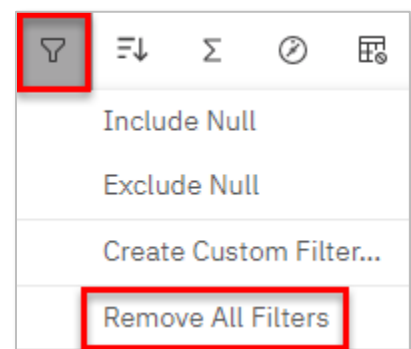 Include Null
Exclude Null
Create Custom Filter...
Remove All Filters